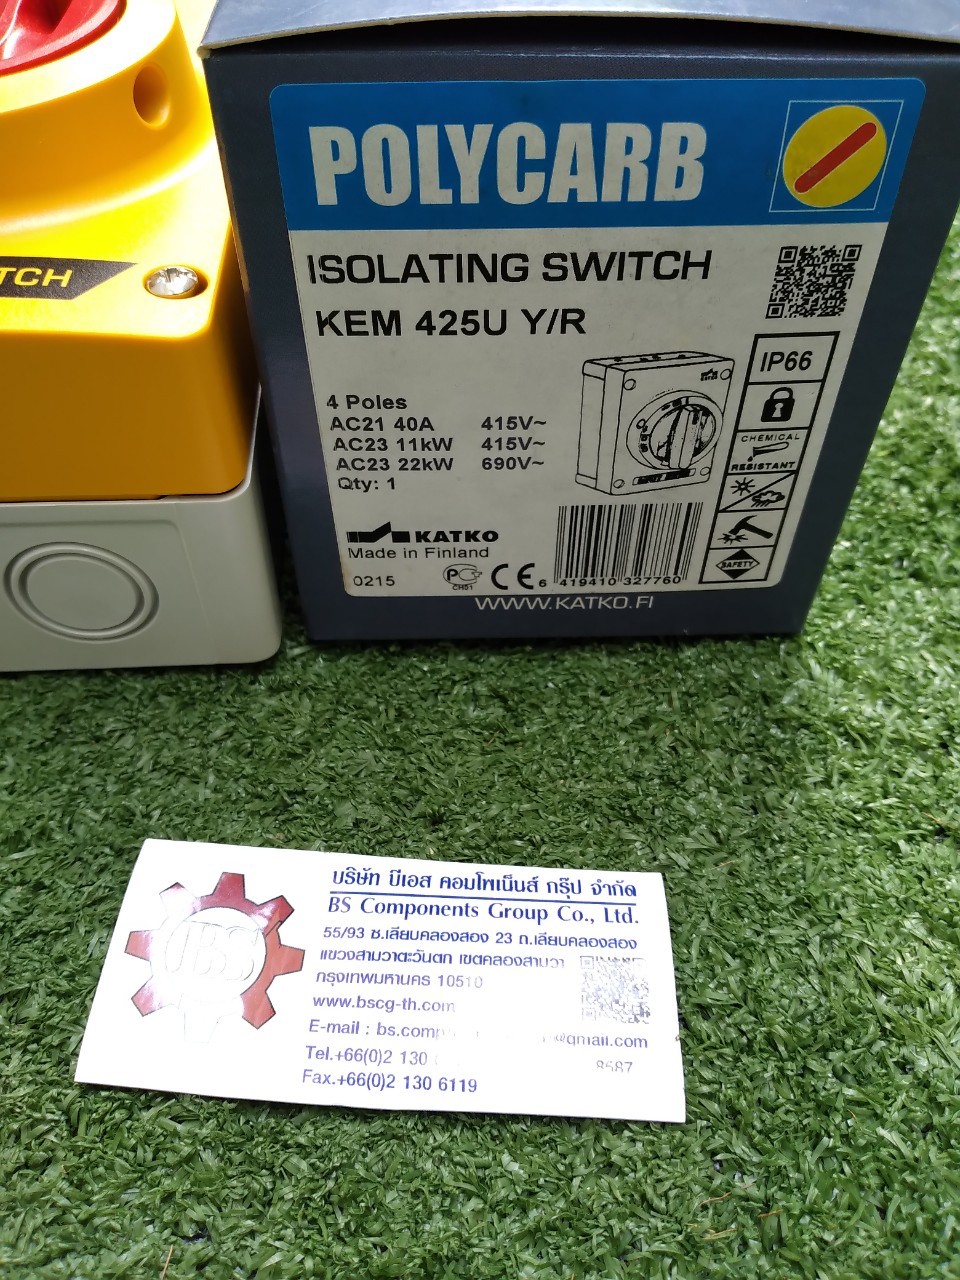 TCH
POLYCARB
ISOLATING SWITCH
KEM 425U Y/R
4 Poles
AC21 40A 415V~
AC23 11kW 415V~
AC23 22kW 690V~
Qty: 1
KATKO
Made in Finland
0215
CE
6 419410 327760
WWW.KATKO.FI
KATKO
IP66
CHEMICAL
RESISTANT
SAFETY
บริษัท บีเอส คอมโพเน็นส์ กรุ๊ป จำกัด
BS Components Group Co., Ltd.
55/93 ซ.เลียบคลองสอง 23 ถ.เลียบคลองสอง
แขวงสามวาตะวันตก เขตคลองสามวา
กรุงเทพมหานคร 10510
www.bscg-th.com
E-mail : bs.comp @gmail.com
Tel.+66(0)2 130 8587
Fax.+66(0)2 130 6119
BS